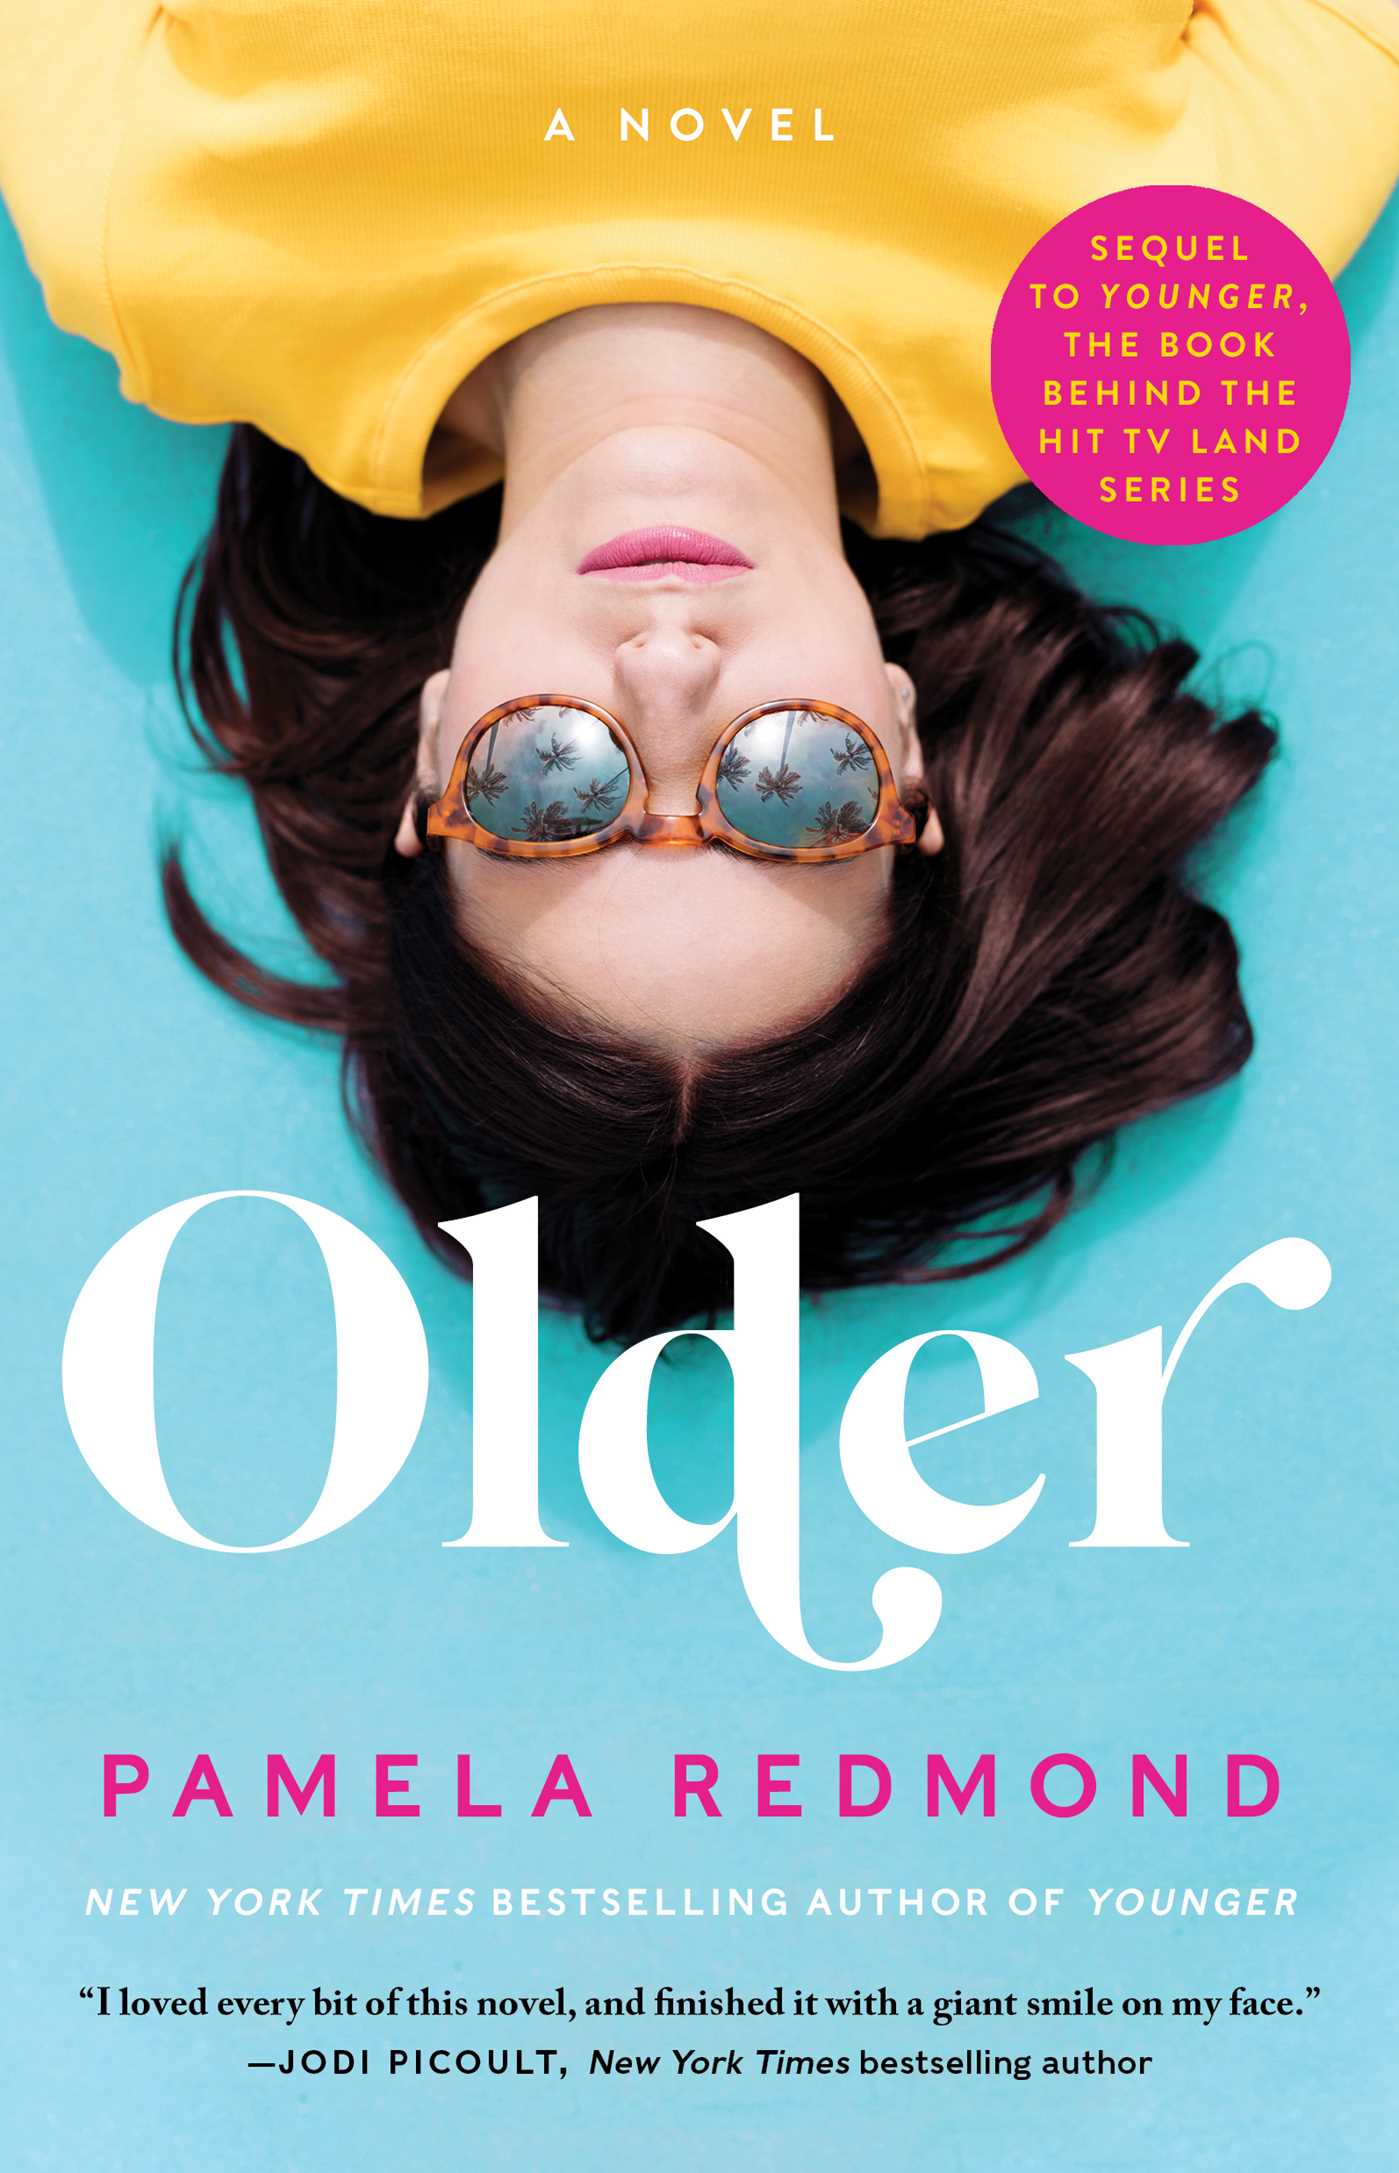 A NOVEL
SEQUEL
TO YOUNGER,
THE BOOK
BEHIND THE
HIT TV LAND
SERIES
Older
PAMELA REDMOND
NEW YORK TIMES BESTSELLING AUTHOR OF YOUNGER
“I loved every bit of this novel, and finished it with a giant smile on my face.”
—JODI PICOULT, New York Times bestselling author